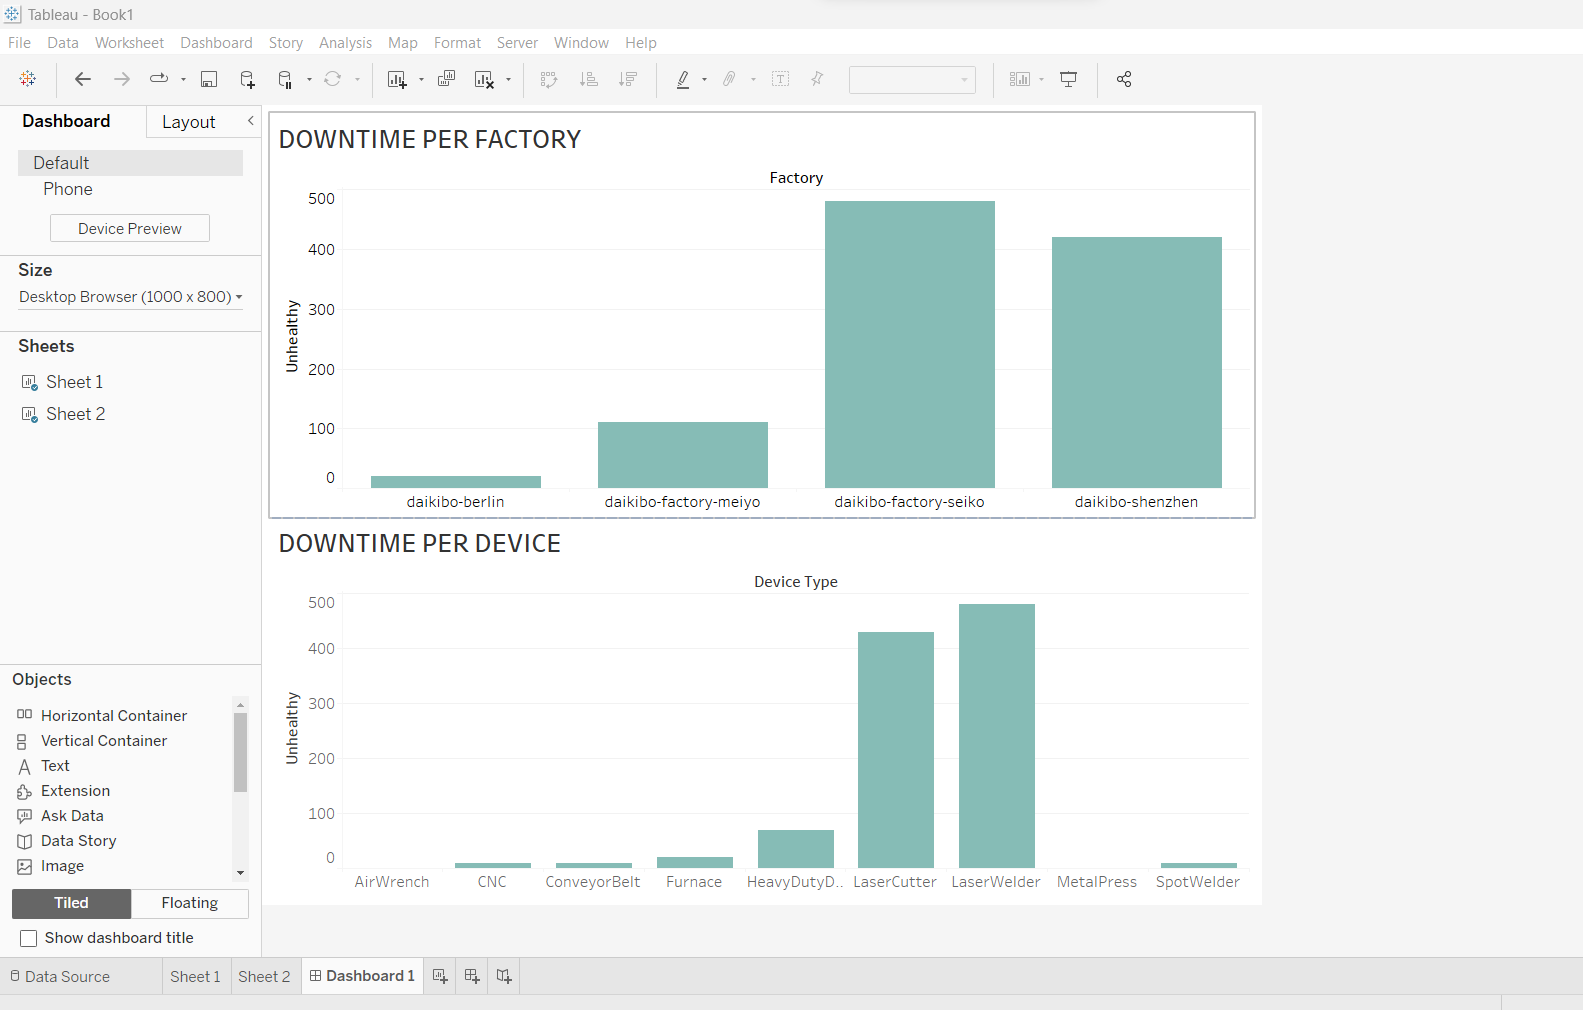 Tableau - Book1
File Data Worksheet Dashboard Story Analysis Map Format Server Window Help
Dashboard Layout
Default
Phone
Device Preview
Size
Desktop Browser (1000 x 800)
Sheets
Sheet 1
Sheet 2
Objects
Horizontal Container
Vertical Container
Text
Extension
Ask Data
Data Story
Image
Tiled Floating
Show dashboard title
DOWNTIME PER FACTORY
Factory
Unhealthy
500
400
300
200
100
0
daikibo-berlin daikibo-factory-meiyo daikibo-factory-seiko daikibo-shenzhen
DOWNTIME PER DEVICE
Device Type
Unhealthy
500
400
300
200
100
0
AirWrench CNC ConveyorBelt Furnace HeavyDutyD.. LaserCutter LaserWelder MetalPress SpotWelder
Data Source Sheet 1 Sheet 2 Dashboard 1